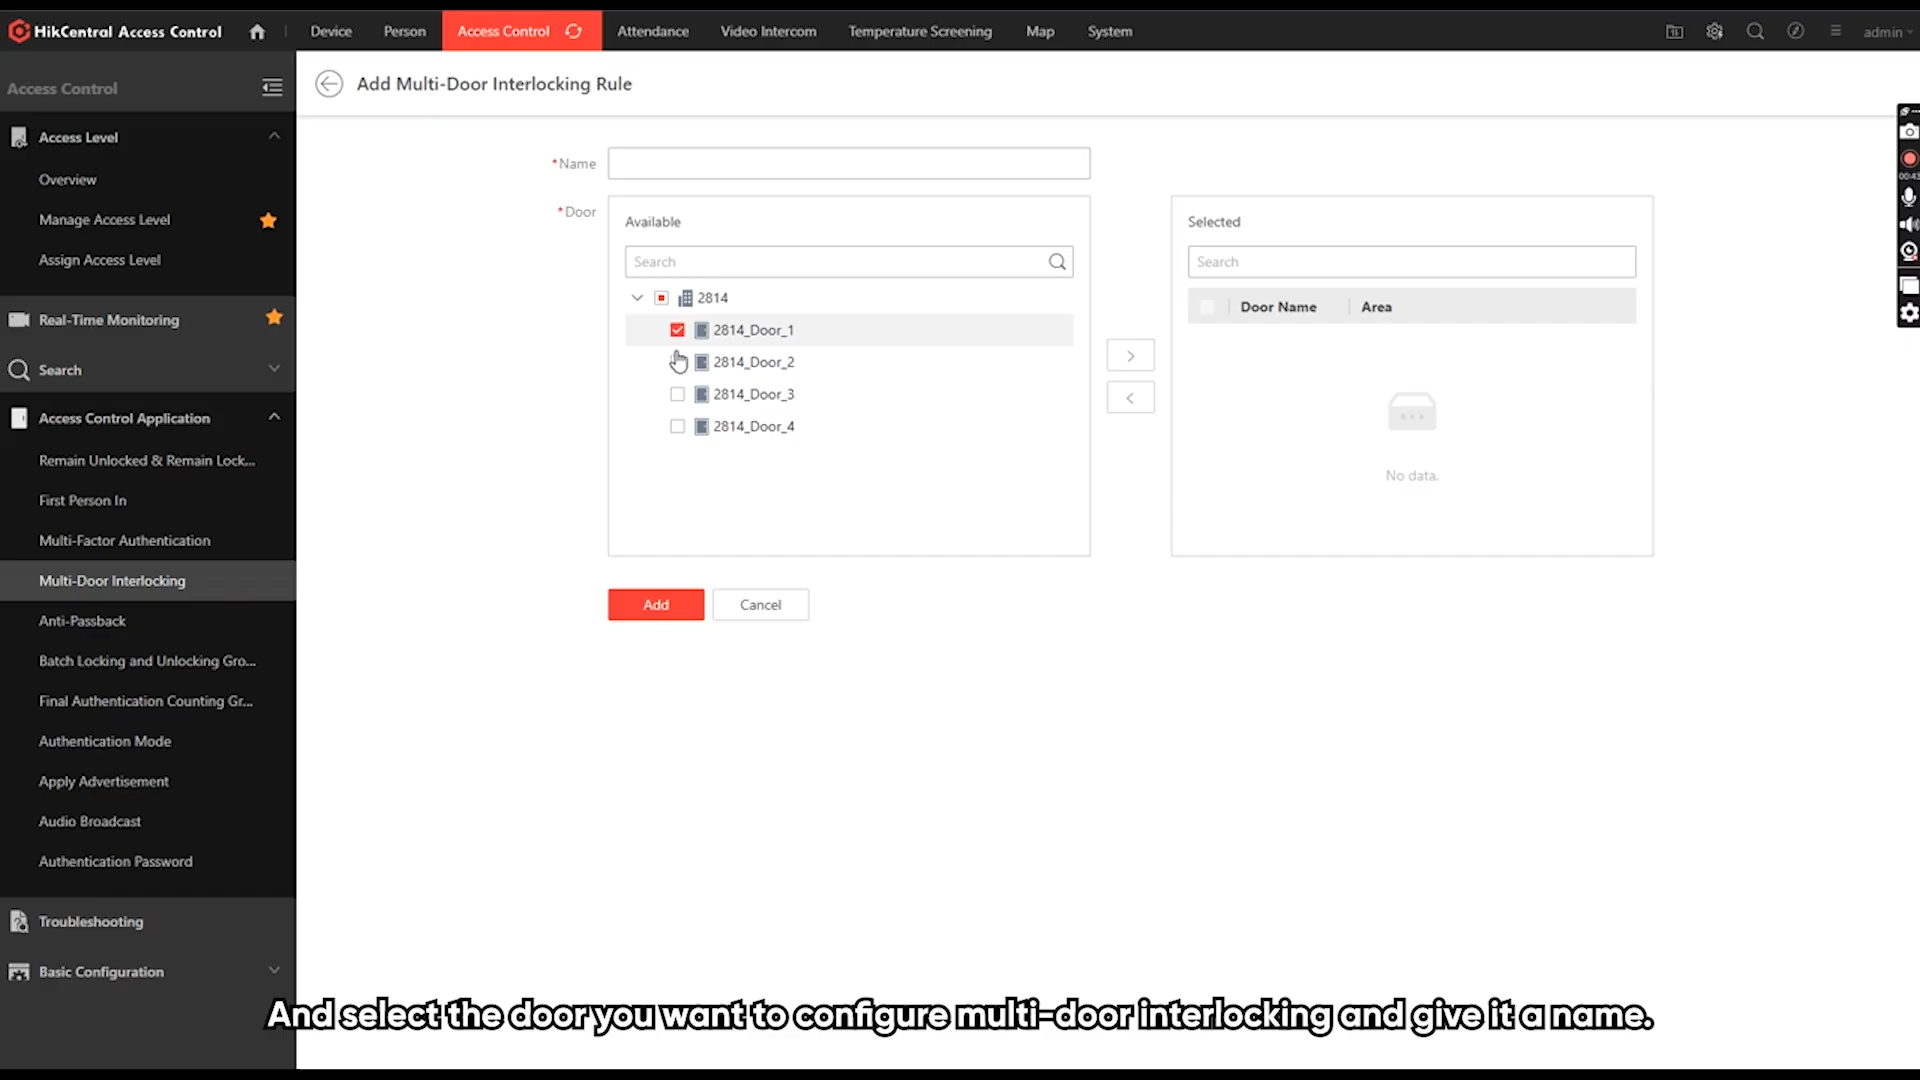 HikCentral Access Control
Device
Person
Access Control
Attendance
Video Intercom
Temperature Screening
Map
System
admin
Access Control
Add Multi-Door Interlocking Rule
Access Level
Overview
Manage Access Level
Assign Access Level
Real-Time Monitoring
Search
Access Control Application
Remain Unlocked & Remain Lock...
First Person In
Multi-Factor Authentication
Multi-Door Interlocking
Anti-Passback
Batch Locking and Unlocking Gro...
Final Authentication Counting Gr...
Authentication Mode
Apply Advertisement
Audio Broadcast
Authentication Password
Troubleshooting
Basic Configuration
*Name
*Door
Available
Search
2814
2814_Door_1
2814_Door_2
2814_Door_3
2814_Door_4
>
<
Selected
Search
Door Name
Area
No data.
Add
Cancel
00:43
And select the door you want to configure multi-door interlocking and give it a name.